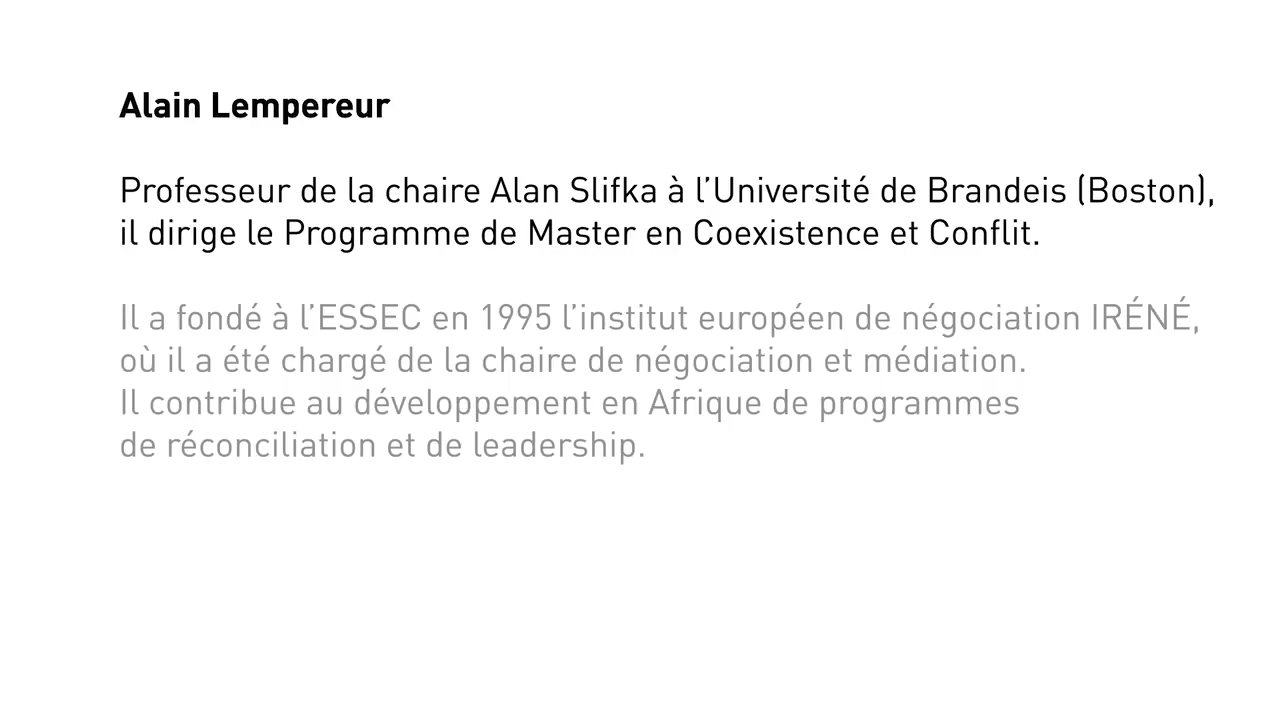 Alain Lempereur
Professeur de la chaire Alan Slifka à l’Université de Brandeis (Boston),
il dirige le Programme de Master en Coexistence et Conflit.
Il a fondé à l’ESSEC en 1995 l’institut européen de négociation IRÉNÉ,
où il a été chargé de la chaire de négociation et médiation.
Il contribue au développement en Afrique de programmes
de réconciliation et de leadership.